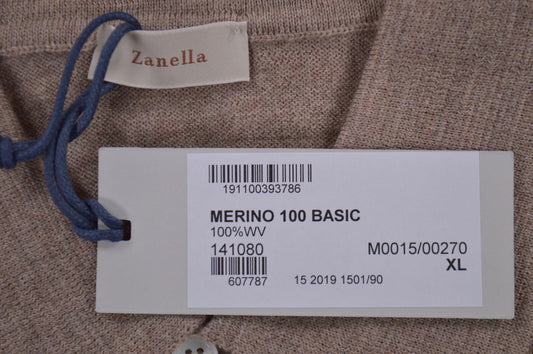 Zanella
191100393786
MERINO 100 BASIC
100%WV
141080 M0015/00270
XL
607787 15 2019 1501/90